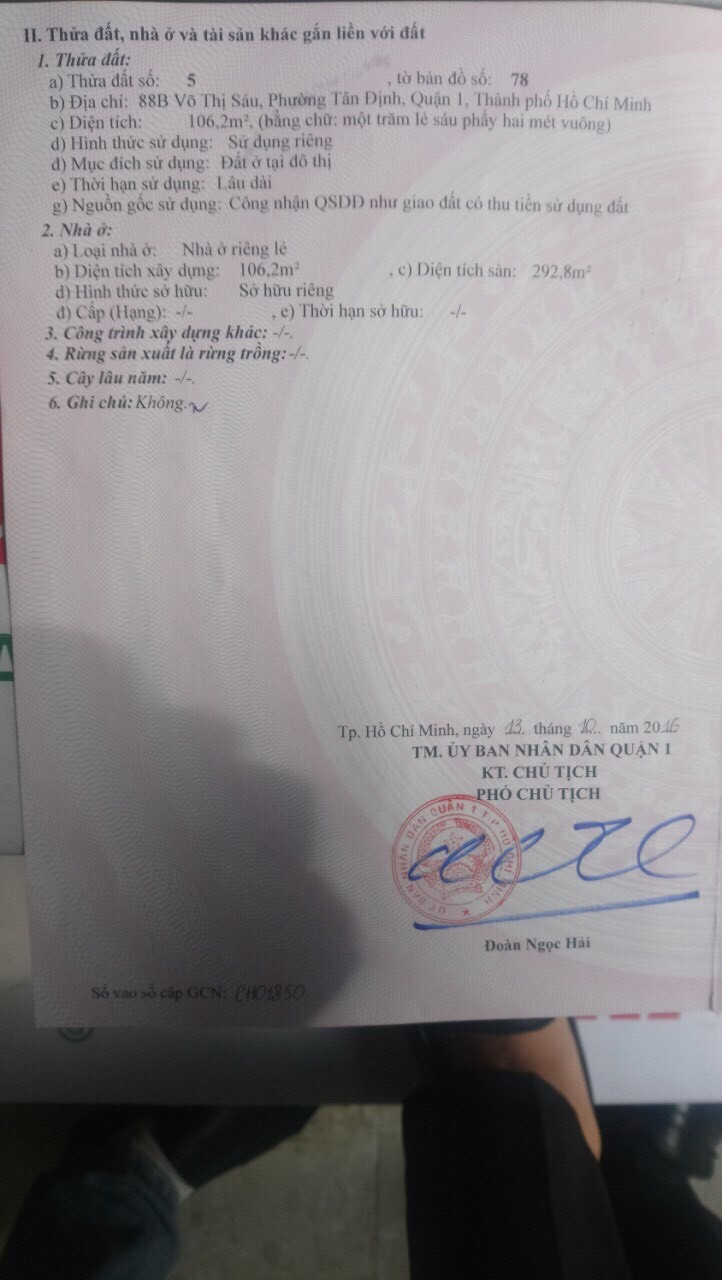 II. Thửa đất, nhà ở và tài sản khác gắn liền với đất
1. Thửa đất:
a) Thửa đất số: 5 , tờ bản đồ số: 78
b) Địa chỉ: 88B Võ Thị Sáu, Phường Tân Định, Quận 1, Thành phố Hồ Chí Minh
c) Diện tích: 106,2m², (bằng chữ: một trăm lẻ sáu phẩy hai mét vuông)
d) Hình thức sử dụng: Sử dụng riêng
đ) Mục đích sử dụng: Đất ở tại đô thị
e) Thời hạn sử dụng: Lâu dài
g) Nguồn gốc sử dụng: Công nhận QSDĐ như giao đất có thu tiền sử dụng đất
2. Nhà ở:
a) Loại nhà ở: Nhà ở riêng lẻ
b) Diện tích xây dựng: 106,2m² , c) Diện tích sàn: 292,8m²
d) Hình thức sở hữu: Sở hữu riêng
đ) Cấp (Hạng): -/- , e) Thời hạn sở hữu: -/-
3. Công trình xây dựng khác: -/-.
4. Rừng sản xuất là rừng trồng: -/-.
5. Cây lâu năm: -/-.
6. Ghi chú: Không.
Tp. Hồ Chí Minh, ngày 13. tháng 10.. năm 2016
TM. ỦY BAN NHÂN DÂN QUẬN 1
KT. CHỦ TỊCH
PHÓ CHỦ TỊCH
ỦY BAN NHÂN DÂN QUẬN 1 T.P HỒ CHÍ MINH
Đoàn Ngọc Hải
Số vào sổ cấp GCN: CH01850